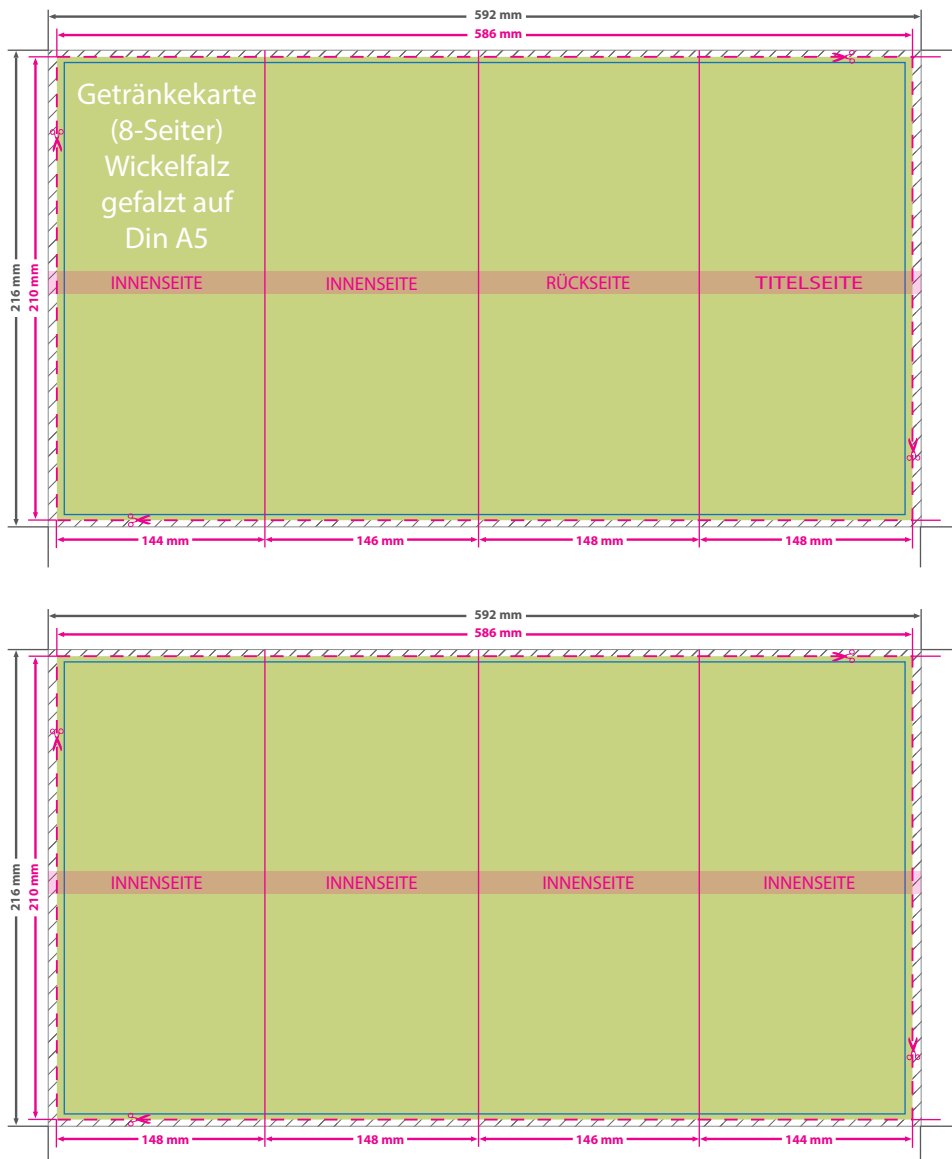 592 mm
586 mm
Getränkekarte
(8-Seiter)
Wickelfalz
gefalzt auf
Din A5
216 mm
210 mm
INNENSEITE
INNENSEITE
RÜCKSEITE
TITELSEITE
144 mm
146 mm
148 mm
148 mm
592 mm
586 mm
216 mm
210 mm
INNENSEITE
INNENSEITE
INNENSEITE
INNENSEITE
148 mm
148 mm
146 mm
144 mm